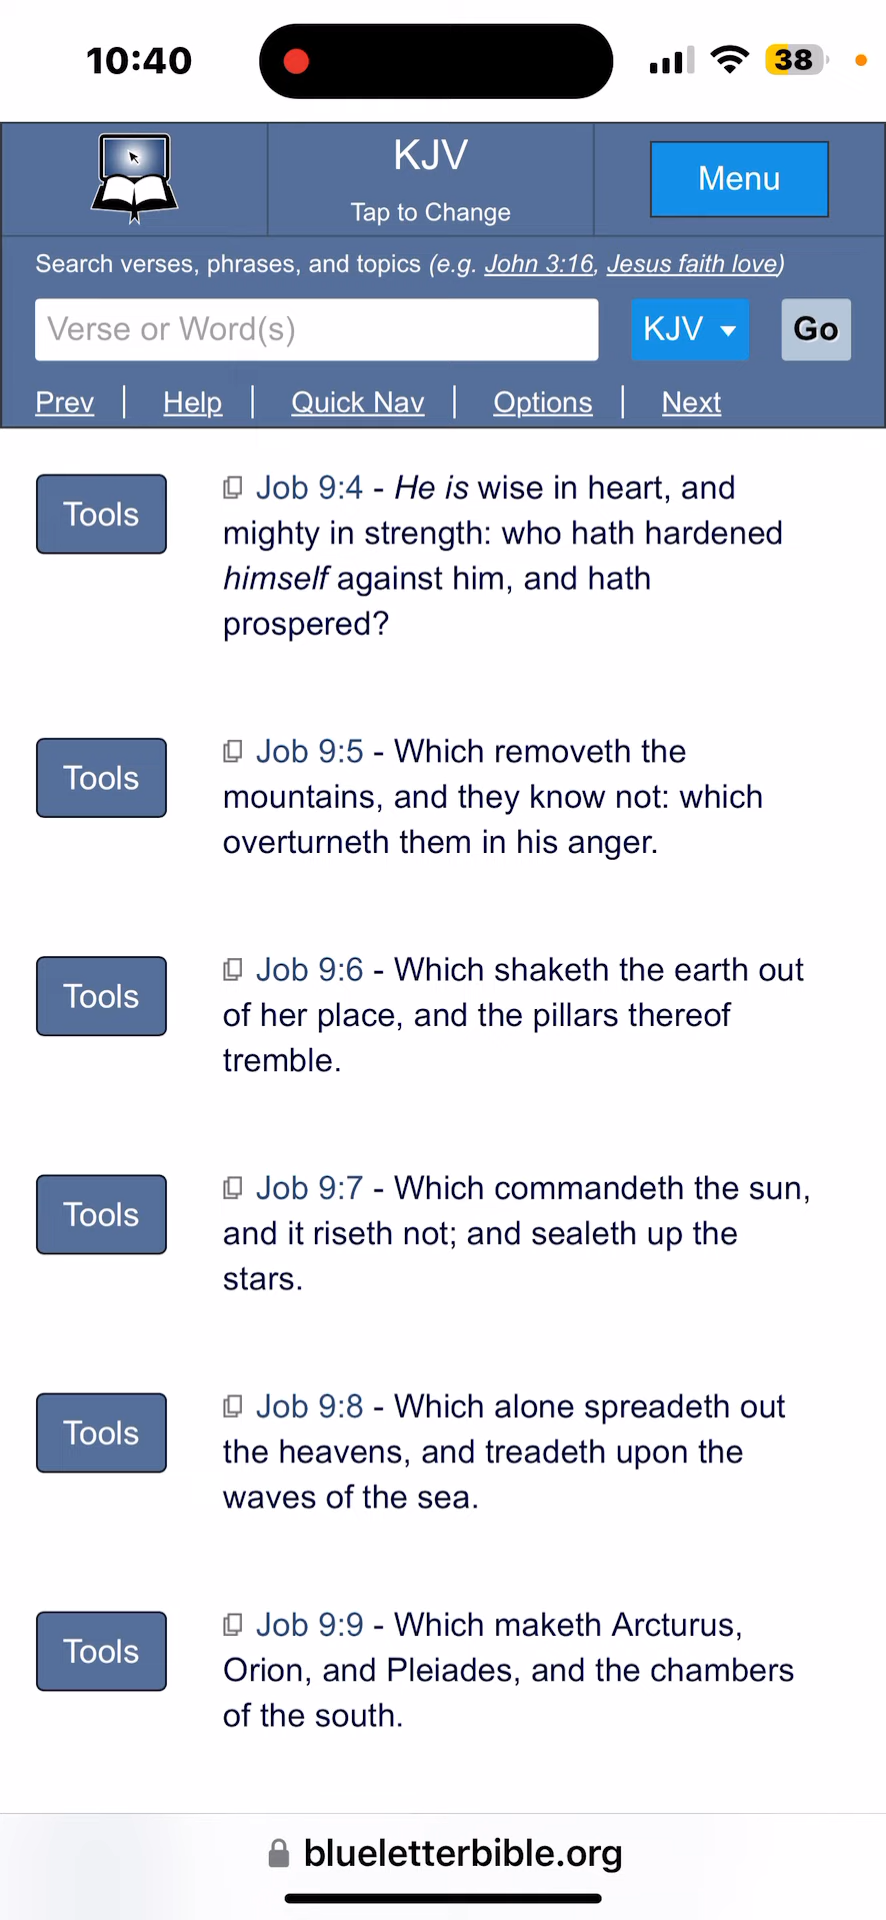 10:40
38
KJV
Tap to Change
Menu
Search verses, phrases, and topics (e.g. John 3:16, Jesus faith love)
Verse or Word(s)
KJV
Go
Prev | Help | Quick Nav | Options | Next
Tools
Job 9:4 - He is wise in heart, and
mighty in strength: who hath hardened
himself against him, and hath
prospered?
Tools
Job 9:5 - Which removeth the
mountains, and they know not: which
overturneth them in his anger.
Tools
Job 9:6 - Which shaketh the earth out
of her place, and the pillars thereof
tremble.
Tools
Job 9:7 - Which commandeth the sun,
and it riseth not; and sealeth up the
stars.
Tools
Job 9:8 - Which alone spreadeth out
the heavens, and treadeth upon the
waves of the sea.
Tools
Job 9:9 - Which maketh Arcturus,
Orion, and Pleiades, and the chambers
of the south.
blueletterbible.org